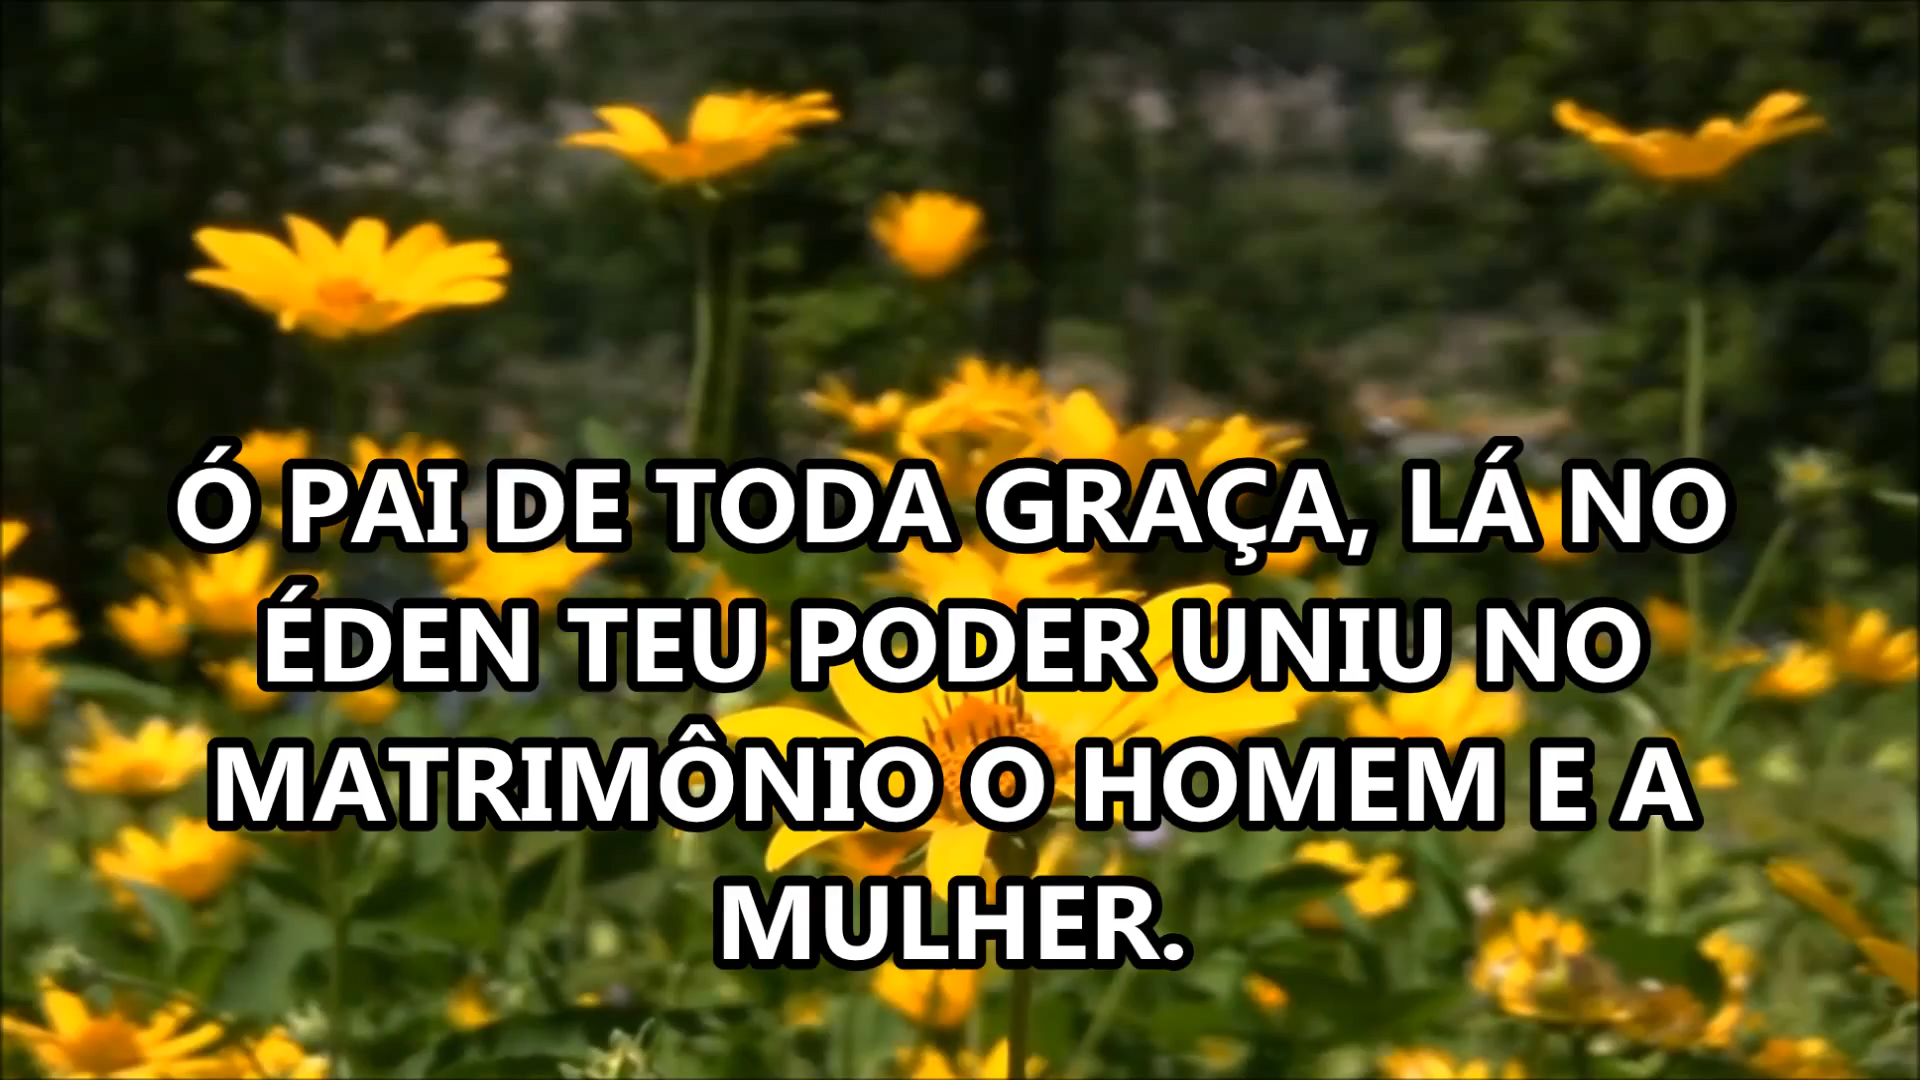 Ó PAI DE TODA GRAÇA, LÁ NO
ÉDEN TEU PODER UNIU NO
MATRIMÔNIO O HOMEM E A
MULHER.